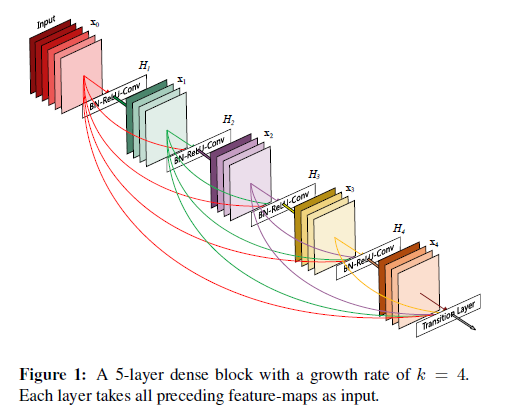 Input
x0
H1
BN-ReLU-Conv
x1
H2
BN-ReLU-Conv
x2
H3
BN-ReLU-Conv
x3
H4
BN-ReLU-Conv
x4
Transition Layer
Figure 1: A 5-layer dense block with a growth rate of k = 4.
Each layer takes all preceding feature-maps as input.